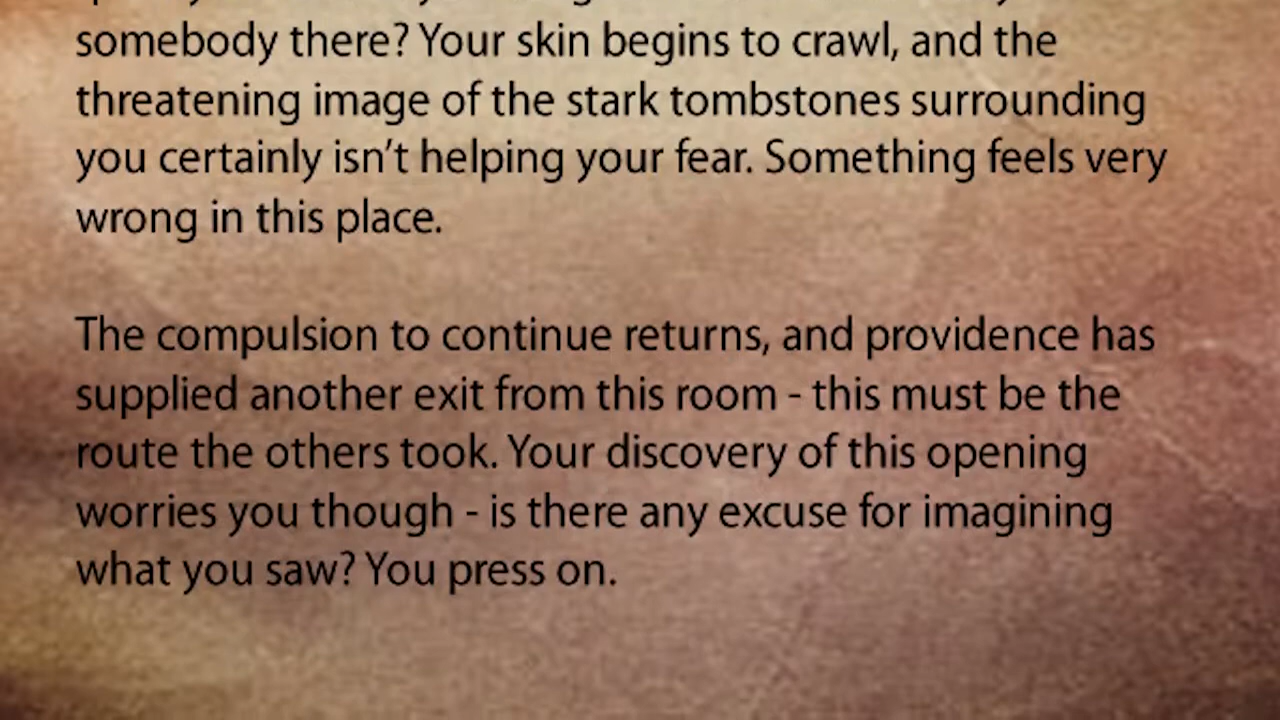 somebody there? Your skin begins to crawl, and the
threatening image of the stark tombstones surrounding
you certainly isn't helping your fear. Something feels very
wrong in this place.
The compulsion to continue returns, and providence has
supplied another exit from this room - this must be the
route the others took. Your discovery of this opening
worries you though - is there any excuse for imagining
what you saw? You press on.